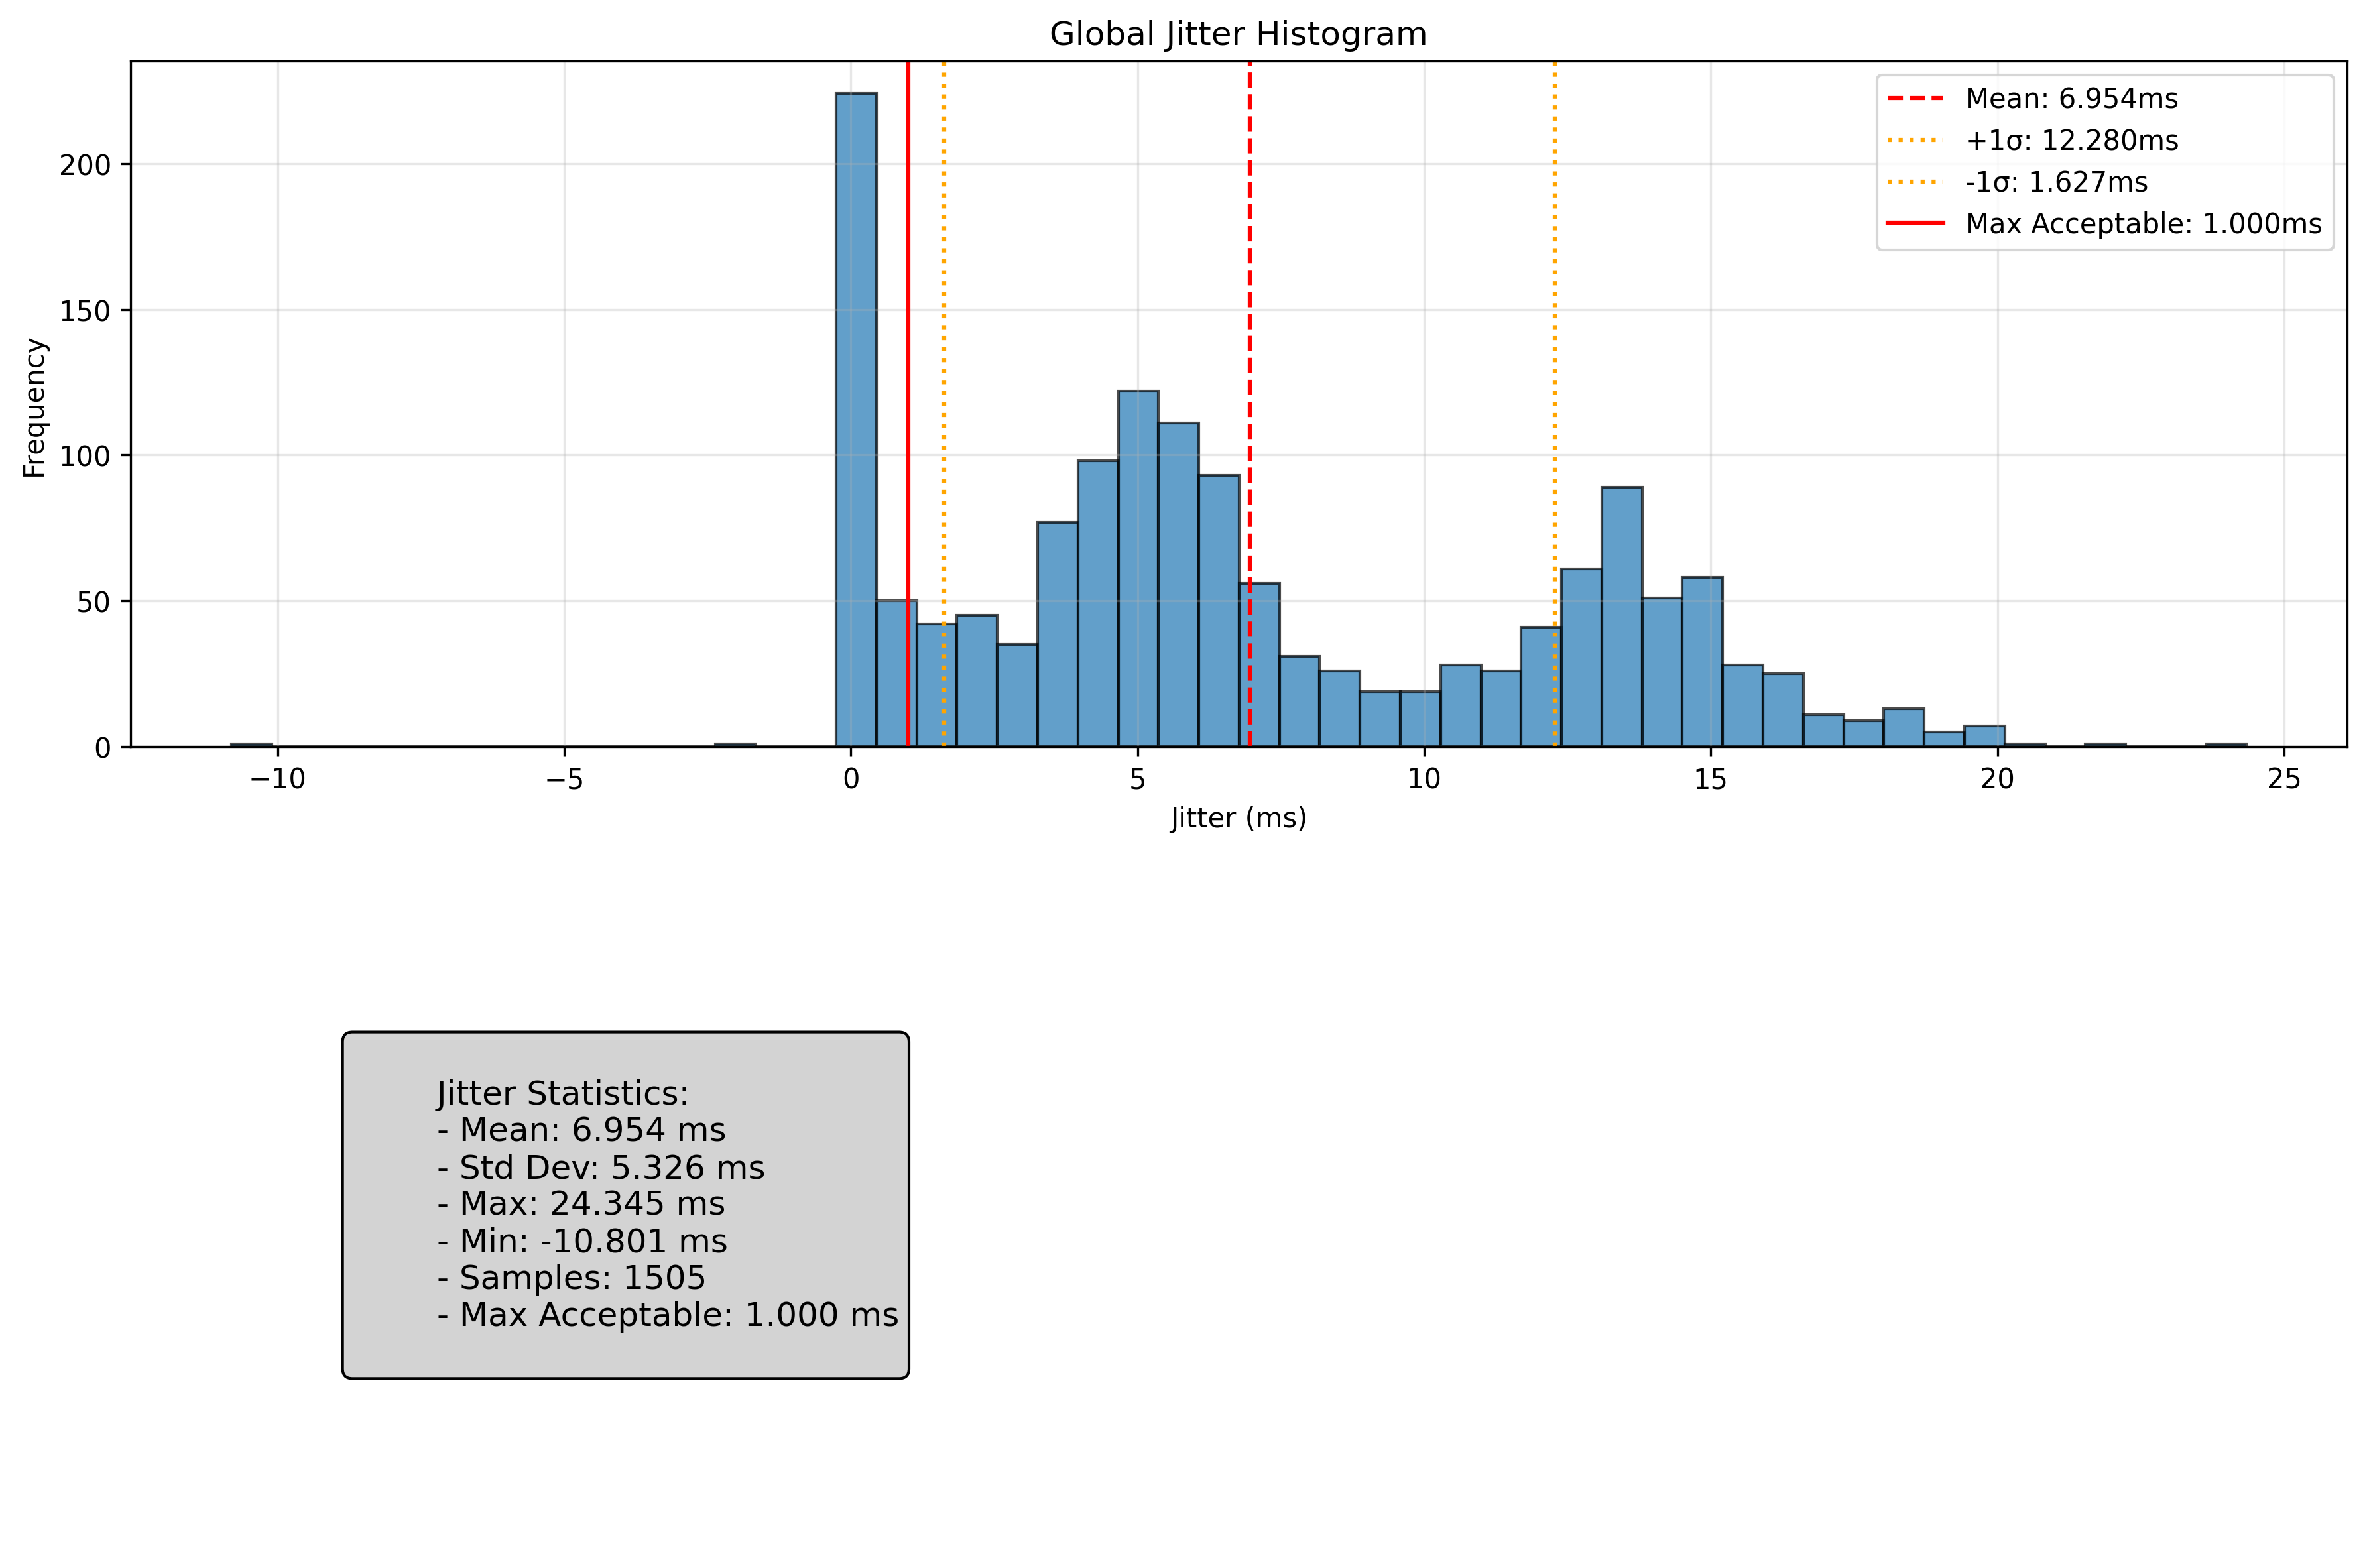 Global Jitter Histogram
Mean: 6.954ms
+1σ: 12.280ms
-1σ: 1.627ms
Max Acceptable: 1.000ms
Frequency
200
150
100
50
0
−10
−5
0
5
10
15
20
25
Jitter (ms)
Jitter Statistics:
- Mean: 6.954 ms
- Std Dev: 5.326 ms
- Max: 24.345 ms
- Min: -10.801 ms
- Samples: 1505
- Max Acceptable: 1.000 ms